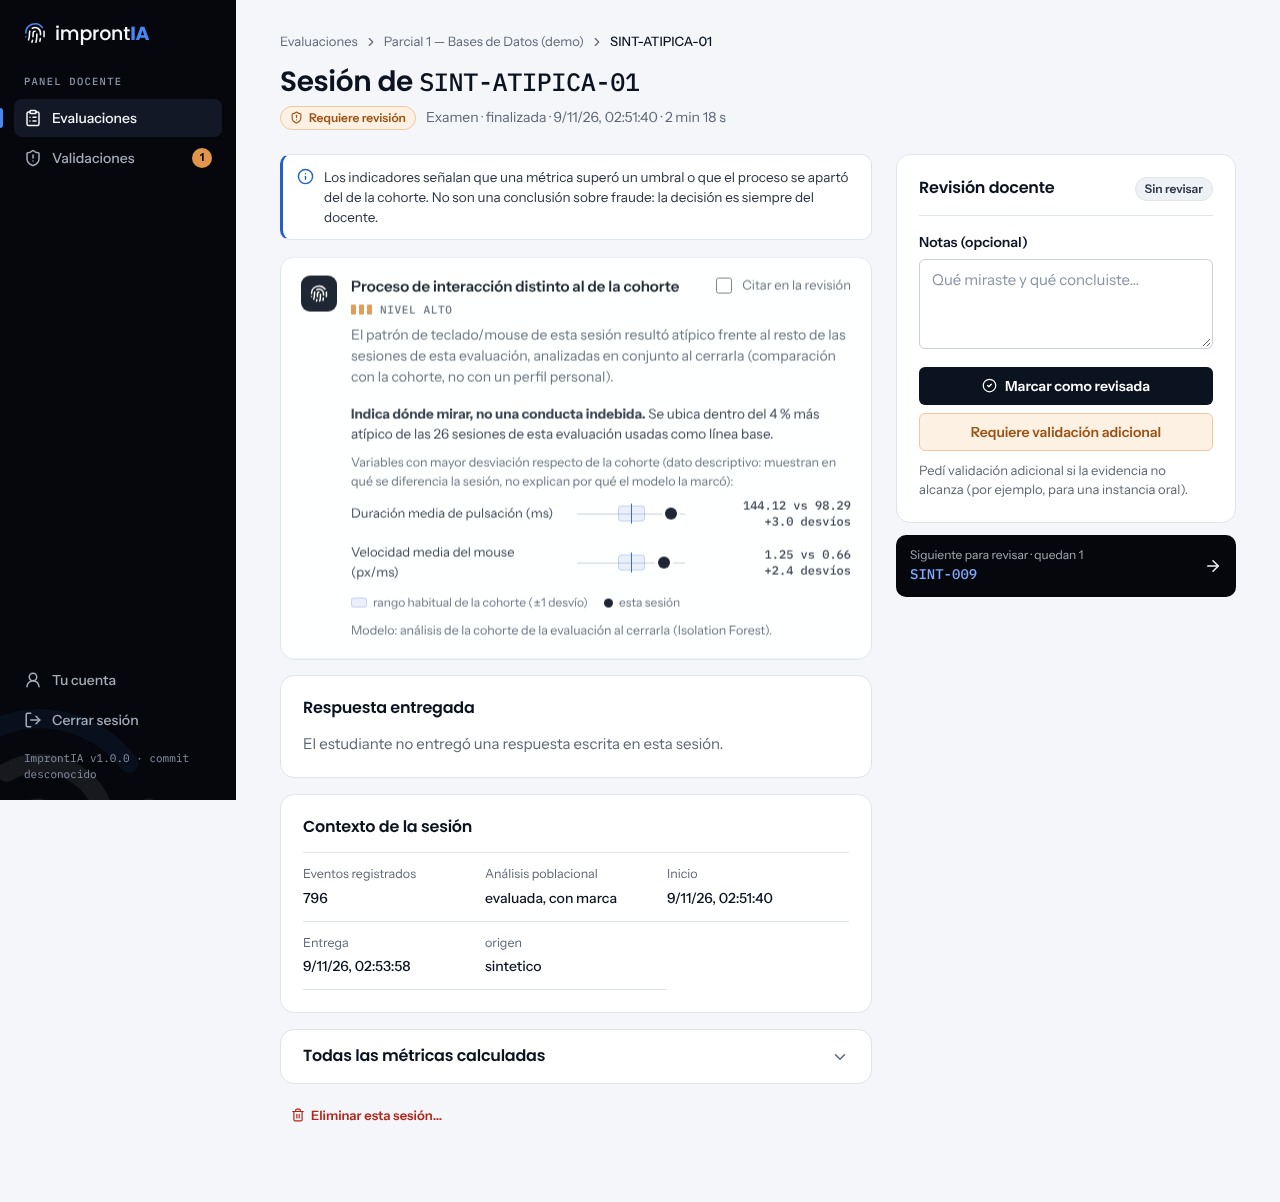 improntIA
PANEL DOCENTE
Evaluaciones
Validaciones
1
Tu cuenta
Cerrar sesión
ImprontIA v1.0.0 · commit
desconocido
Evaluaciones > Parcial 1 — Bases de Datos (demo) > SINT-ATIPICA-01
Sesión de SINT-ATIPICA-01
Requiere revisión
Examen · finalizada · 9/11/26, 02:51:40 · 2 min 18 s
Los indicadores señalan que una métrica superó un umbral o que el proceso se apartó
del de la cohorte. No son una conclusión sobre fraude: la decisión es siempre del
docente.
Proceso de interacción distinto al de la cohorte
Citar en la revisión
NIVEL ALTO
El patrón de teclado/mouse de esta sesión resultó atípico frente al resto de las
sesiones de esta evaluación, analizadas en conjunto al cerrarla (comparación
con la cohorte, no con un perfil personal).
Indica dónde mirar, no una conducta indebida. Se ubica dentro del 4 % más
atípico de las 26 sesiones de esta evaluación usadas como línea base.
Variables con mayor desviación respecto de la cohorte (dato descriptivo: muestran en
qué se diferencia la sesión, no explican por qué el modelo la marcó):
Duración media de pulsación (ms)
144.12 vs 98.29
+3.0 desvíos
Velocidad media del mouse
(px/ms)
1.25 vs 0.66
+2.4 desvíos
rango habitual de la cohorte (±1 desvío)
esta sesión
Modelo: análisis de la cohorte de la evaluación al cerrarla (Isolation Forest).
Respuesta entregada
El estudiante no entregó una respuesta escrita en esta sesión.
Contexto de la sesión
Eventos registrados
796
Análisis poblacional
evaluada, con marca
Inicio
9/11/26, 02:51:40
Entrega
9/11/26, 02:53:58
origen
sintetico
Todas las métricas calculadas
Eliminar esta sesión...
Revisión docente
Sin revisar
Notas (opcional)
Qué miraste y qué concluiste...
Marcar como revisada
Requiere validación adicional
Pedí validación adicional si la evidencia no
alcanza (por ejemplo, para una instancia oral).
Siguiente para revisar · quedan 1
SINT-009